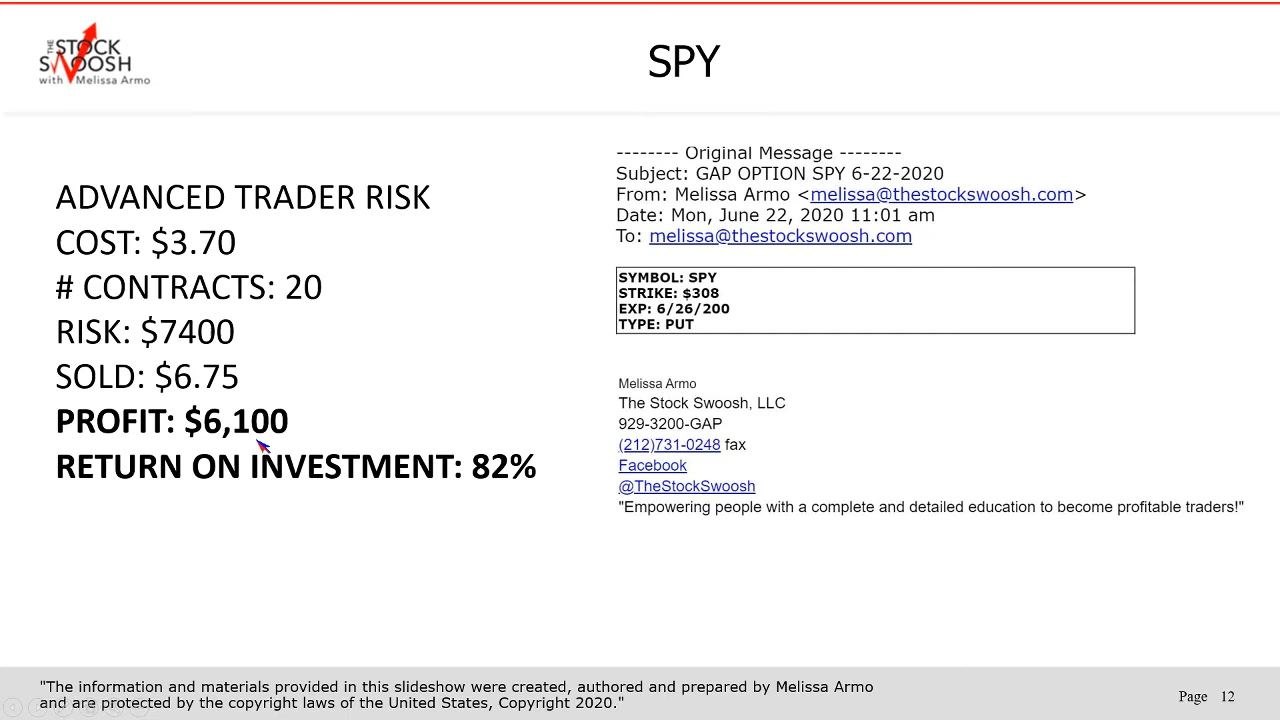 THE STOCK
SWOOSH
with Melissa Armo
SPY
ADVANCED TRADER RISK
COST: $3.70
# CONTRACTS: 20
RISK: $7400
SOLD: $6.75
PROFIT: $6,100
RETURN ON INVESTMENT: 82%
-------- Original Message --------
Subject: GAP OPTION SPY 6-22-2020
From: Melissa Armo <melissa@thestockswoosh.com>
Date: Mon, June 22, 2020 11:01 am
To: melissa@thestockswoosh.com
SYMBOL: SPY
STRIKE: $308
EXP: 6/26/200
TYPE: PUT
Melissa Armo
The Stock Swoosh, LLC
929-3200-GAP
(212)731-0248 fax
Facebook
@TheStockSwoosh
"Empowering people with a complete and detailed education to become profitable traders!"
"The information and materials provided in this slideshow were created, authored and prepared by Melissa Armo
and are protected by the copyright laws of the United States, Copyright 2020."
Page 12